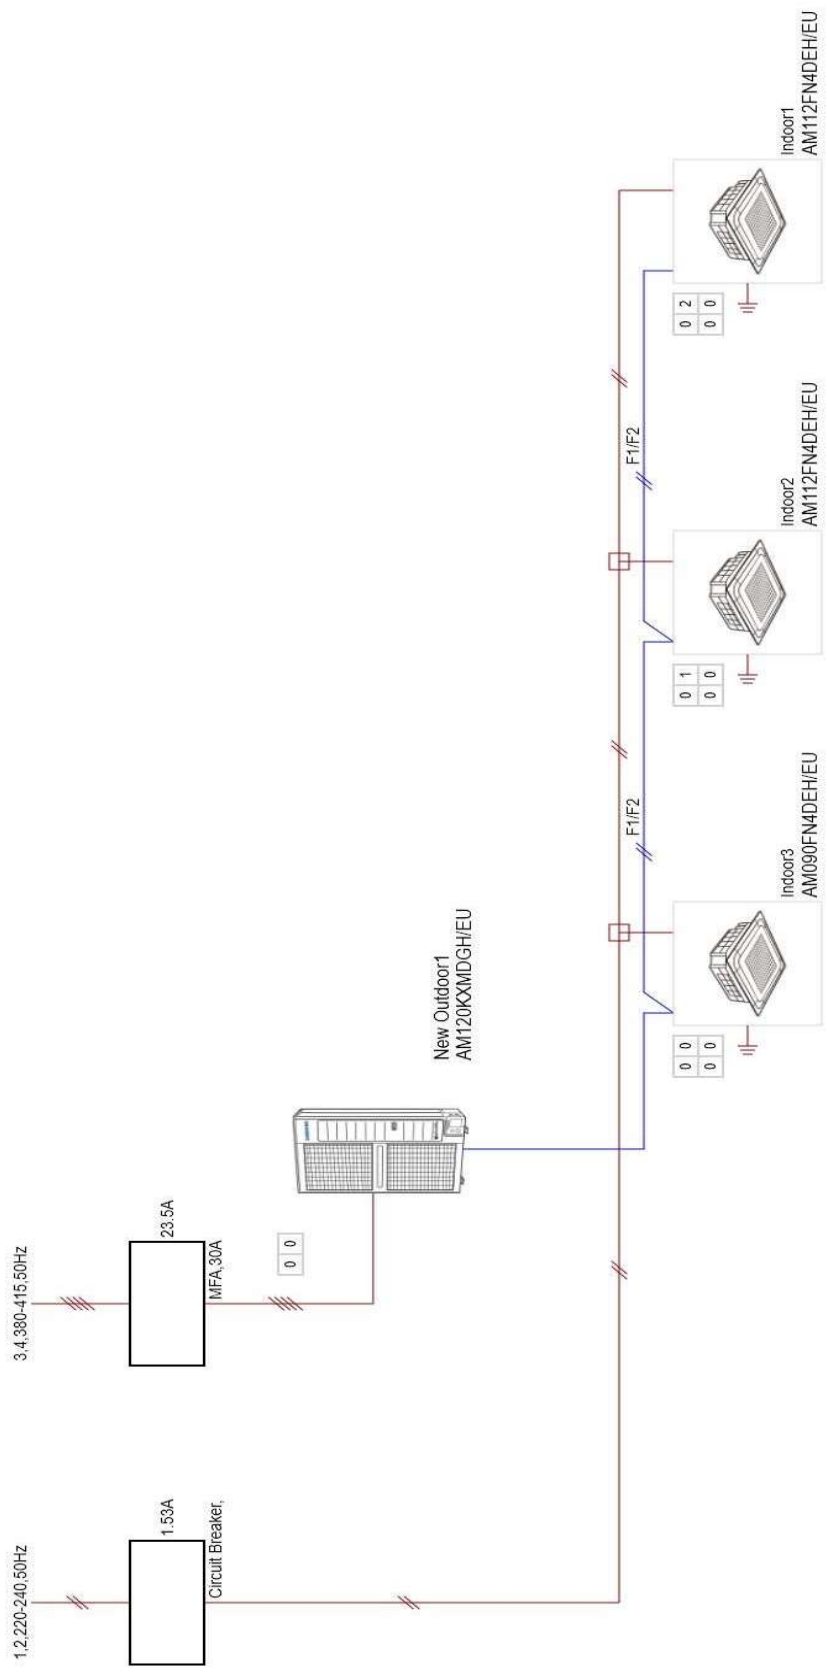 1,2,220-240,50Hz
3,4,380-415,50Hz
1.53A
23.5A
Circuit Breaker,
MFA,30A
0 0
New Outdoor1
AM120KXMDGH/EU
F1/F2
F1/F2
0 0
0 0
0 1
0 0
0 2
0 0
Indoor3
AM090FN4DEH/EU
Indoor2
AM112FN4DEH/EU
Indoor1
AM112FN4DEH/EU